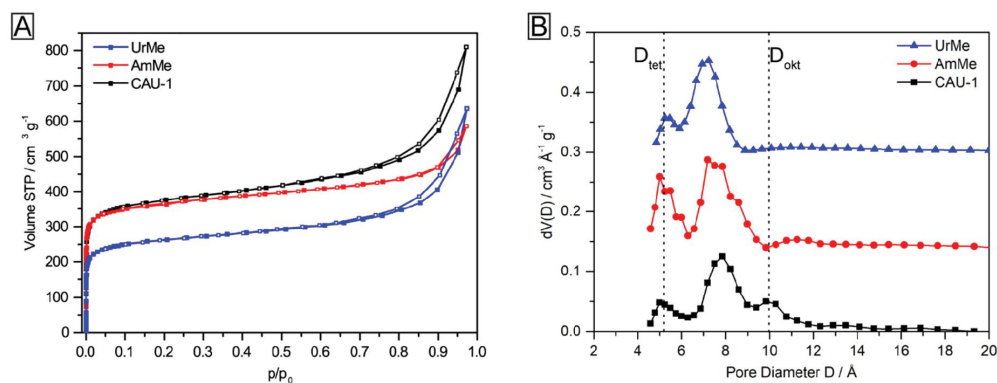 A
UrMe
AmMe
CAU-1
Volume STP / cm³ g⁻¹
800
700
600
500
400
300
200
100
0
0.0 0.1 0.2 0.3 0.4 0.5 0.6 0.7 0.8 0.9 1.0
p/p₀
B
Dtet
Dokt
UrMe
AmMe
CAU-1
dV(D) / cm³ Å⁻¹ g⁻¹
0.5
0.4
0.3
0.2
0.1
0.0
2 4 6 8 10 12 14 16 18 20
Pore Diameter D / Å